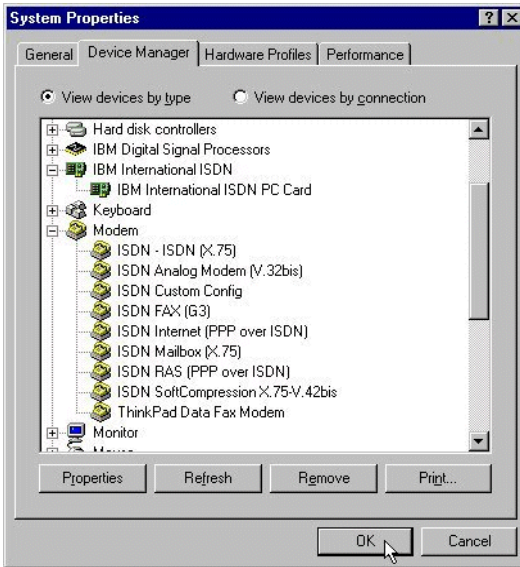 System Properties
General Device Manager Hardware Profiles Performance
View devices by type View devices by connection
Hard disk controllers
IBM Digital Signal Processors
IBM International ISDN
IBM International ISDN PC Card
Keyboard
Modem
ISDN - ISDN (X.75)
ISDN Analog Modem (V.32bis)
ISDN Custom Config
ISDN FAX (G3)
ISDN Internet (PPP over ISDN)
ISDN Mailbox (X.75)
ISDN RAS (PPP over ISDN)
ISDN SoftCompression X.75-V.42bis
ThinkPad Data Fax Modem
Monitor
Properties Refresh Remove Print...
OK Cancel